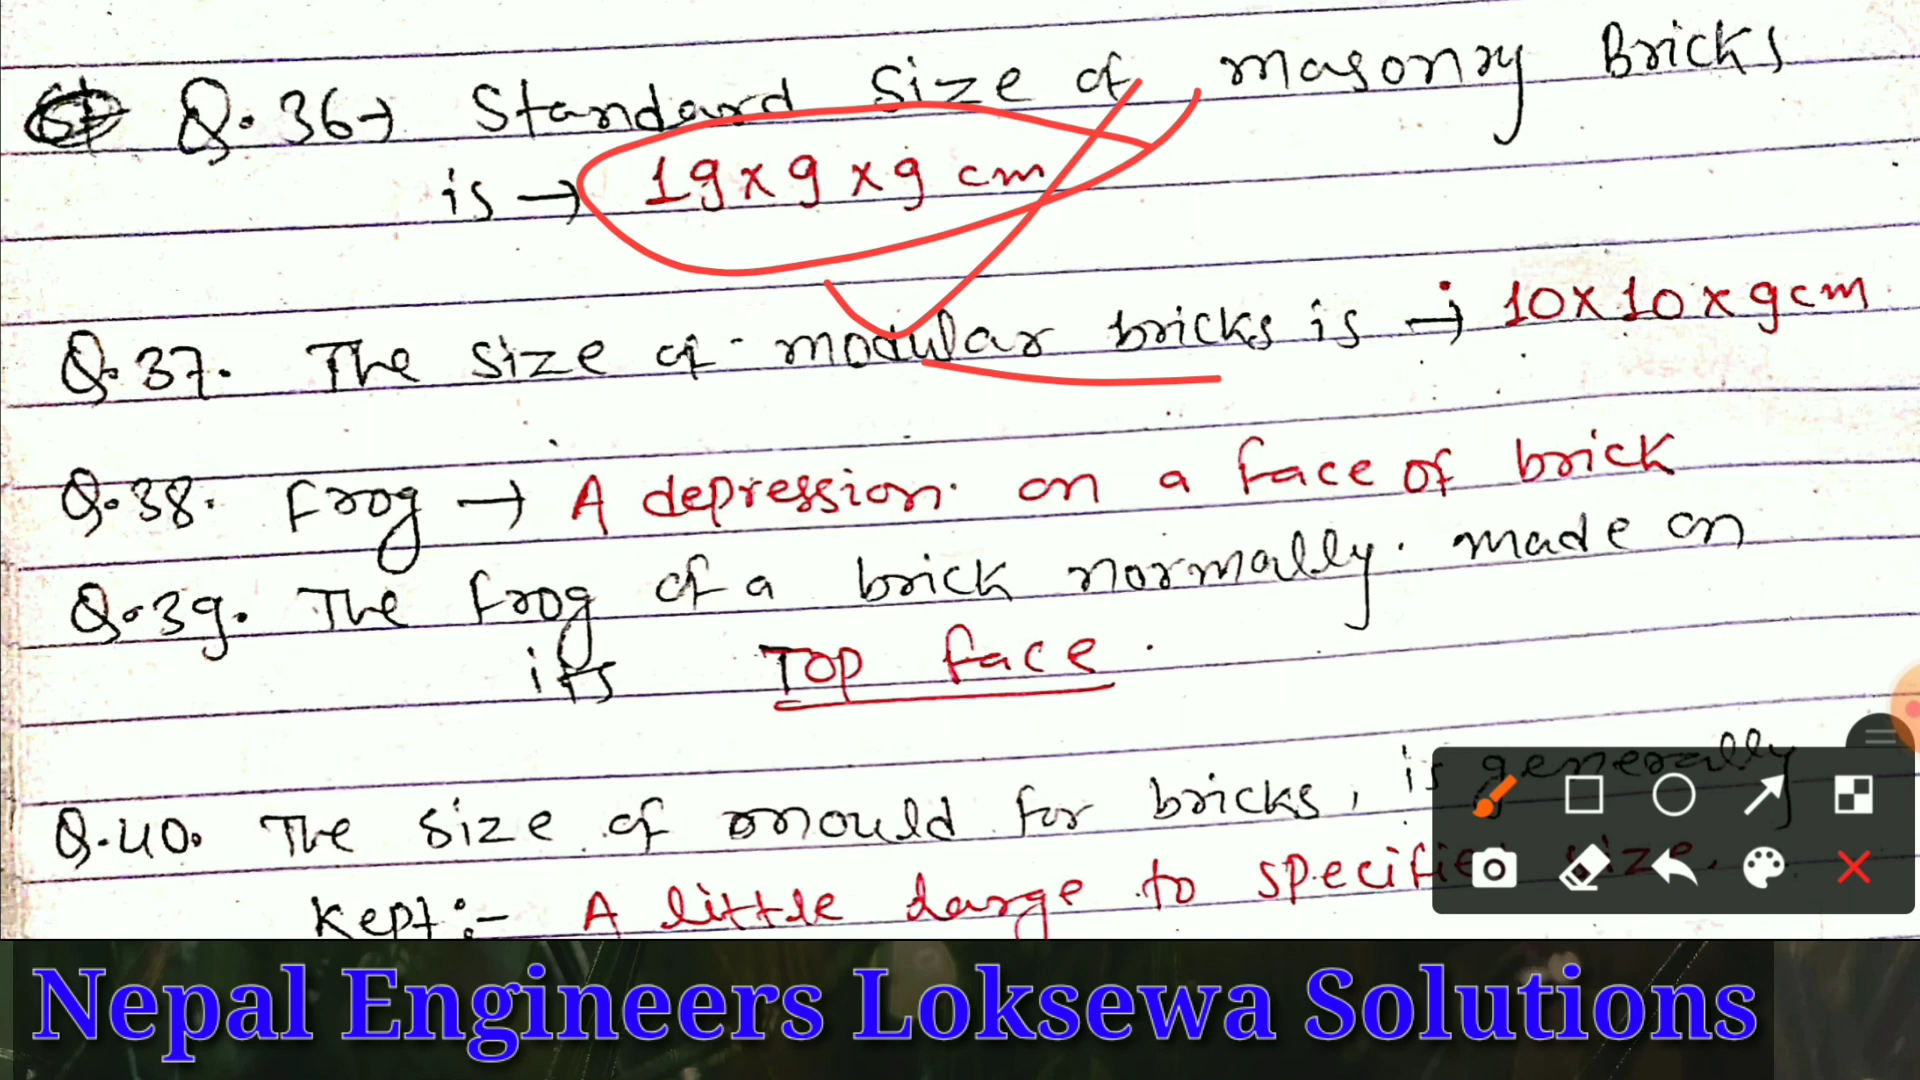 Q.36→ Standard Size of masonry Bricks
is → 19x9x9 cm
Q.37. The size of modular bricks is → 10x10x9cm
Q.38. Frog → A depression on a face of brick
Q.39. The frog of a brick normally. made on
its Top face.
Q.40. The size of mould for bricks, is generally
Kept:- A little large to specified size.
Nepal Engineers Loksewa Solutions